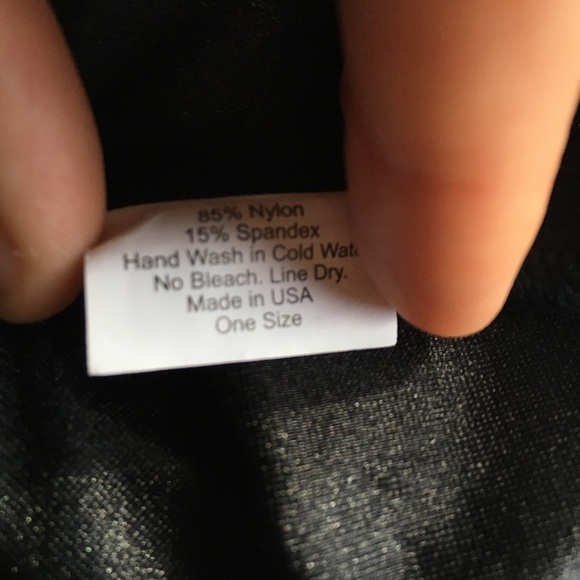 85% Nylon
15% Spandex
Hand Wash in Cold Wat
No Bleach. Line Dry.
Made in USA
One Size